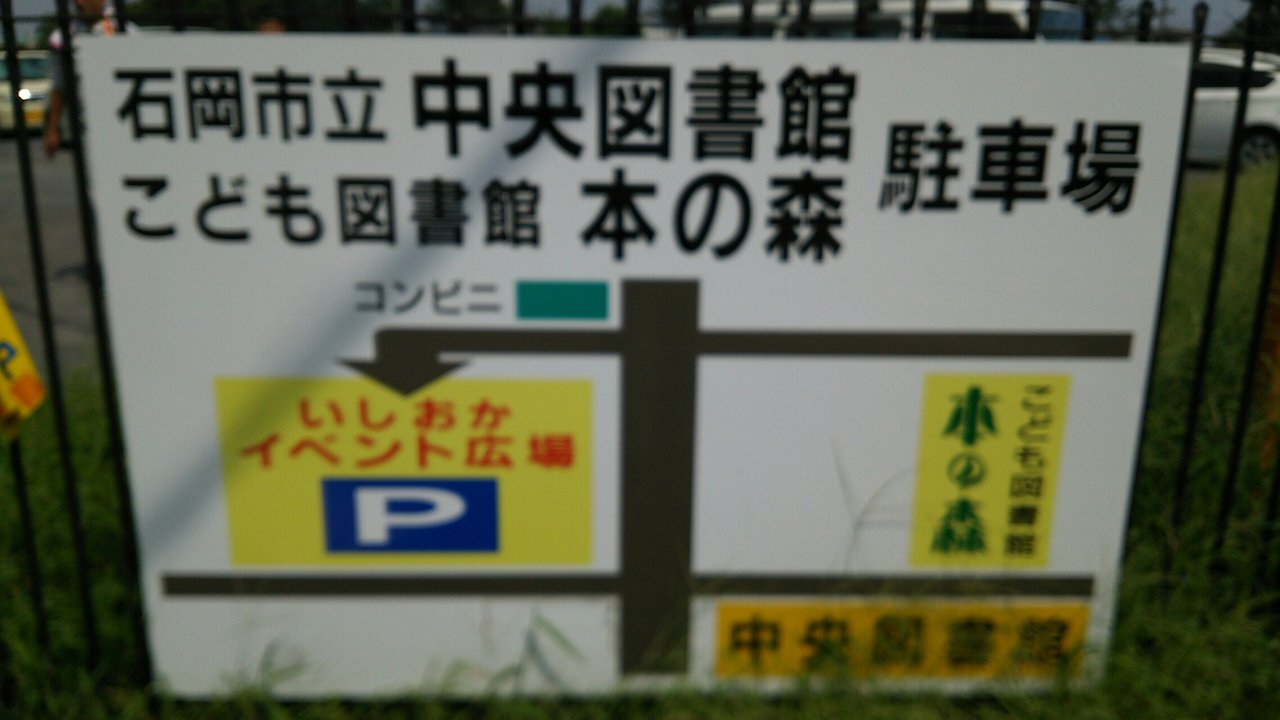 石岡市立 中央図書館
こども図書館 本の森
駐車場
コンビニ
いしおか
イベント広場
P
こども図書館
本の森
中央図書館
P